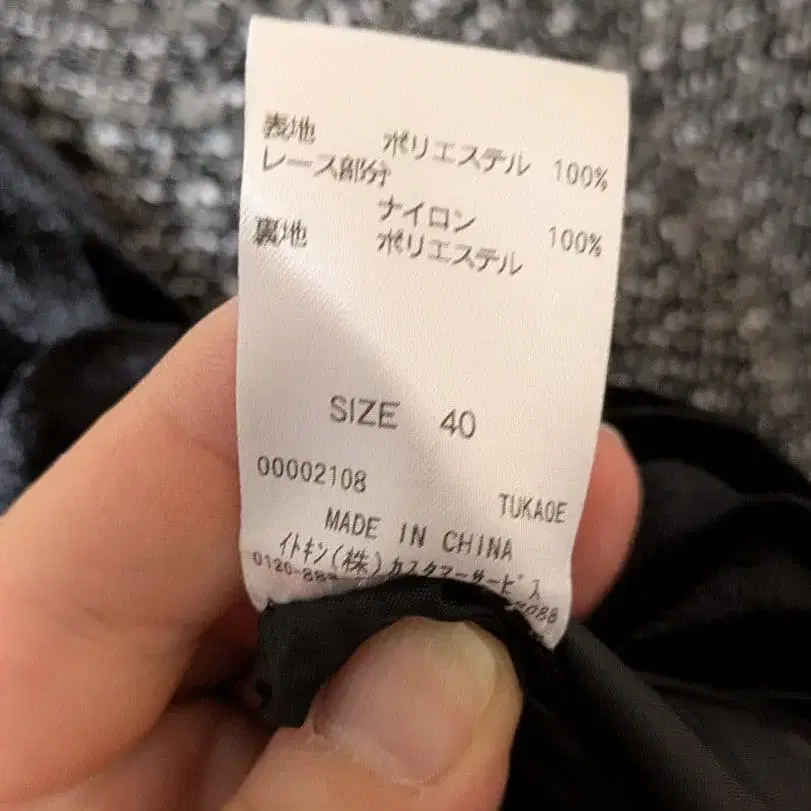 表地 ポリエステル 100%
レース部分
ナイロン 100%
裏地 ポリエステル
SIZE 40
00002108
TUKAOE
MADE IN CHINA
イトキン(株)カスタマーサービス
0120-88